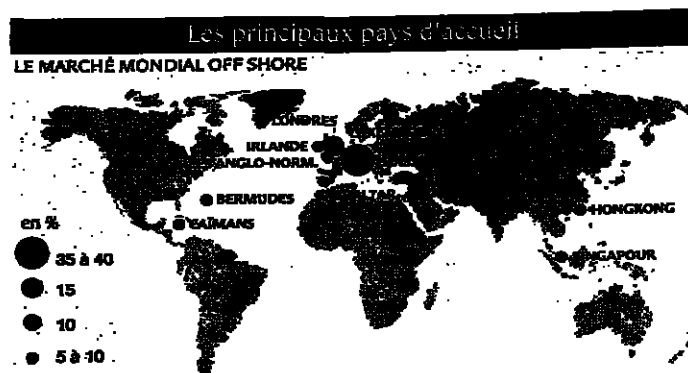 Les principaux pays d'accueil
LE MARCHÉ MONDIAL OFF SHORE
LONDRES
IRLANDE
ANGLO-NORM.
BERMUDES
CAÏMANS
HONGKONG
en %
35 à 40
15
10
5 à 10